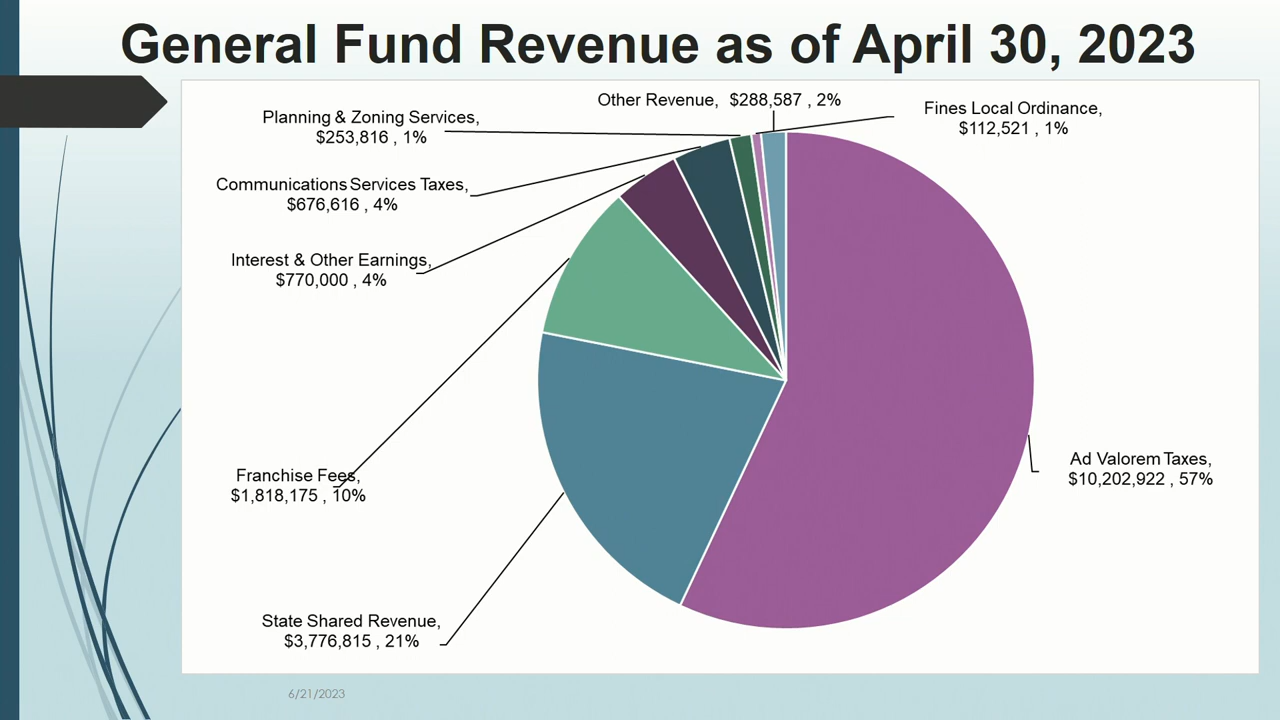 General Fund Revenue as of April 30, 2023
Other Revenue, $288,587 , 2%
Fines Local Ordinance,
$112,521 , 1%
Planning & Zoning Services,
$253,816 , 1%
Communications Services Taxes,
$676,616 , 4%
Interest & Other Earnings,
$770,000 , 4%
Franchise Fees,
$1,818,175 , 10%
Ad Valorem Taxes,
$10,202,922 , 57%
State Shared Revenue,
$3,776,815 , 21%
6/21/2023